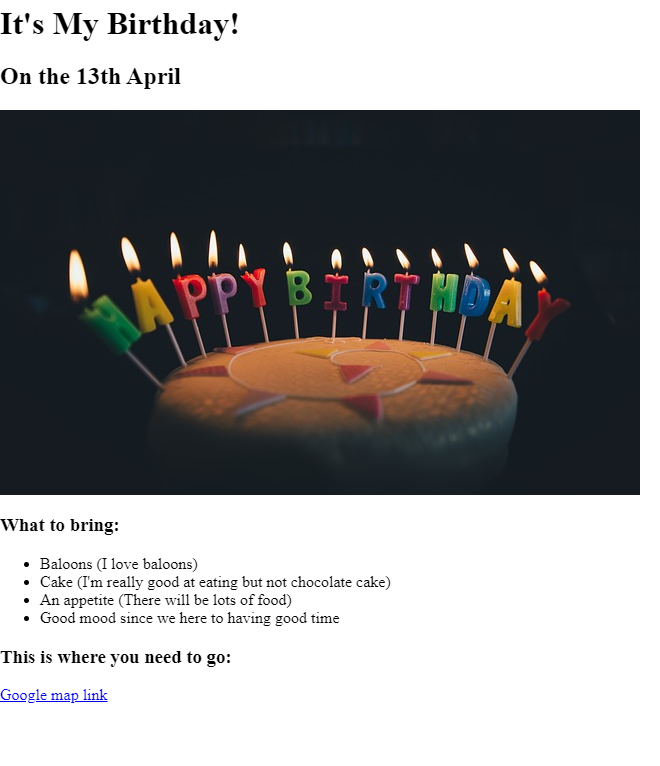 It's My Birthday!
On the 13th April
HAPPY BIRTHDAY
What to bring:
Baloons (I love baloons)
Cake (I'm really good at eating but not chocolate cake)
An appetite (There will be lots of food)
Good mood since we here to having good time
This is where you need to go:
Google map link